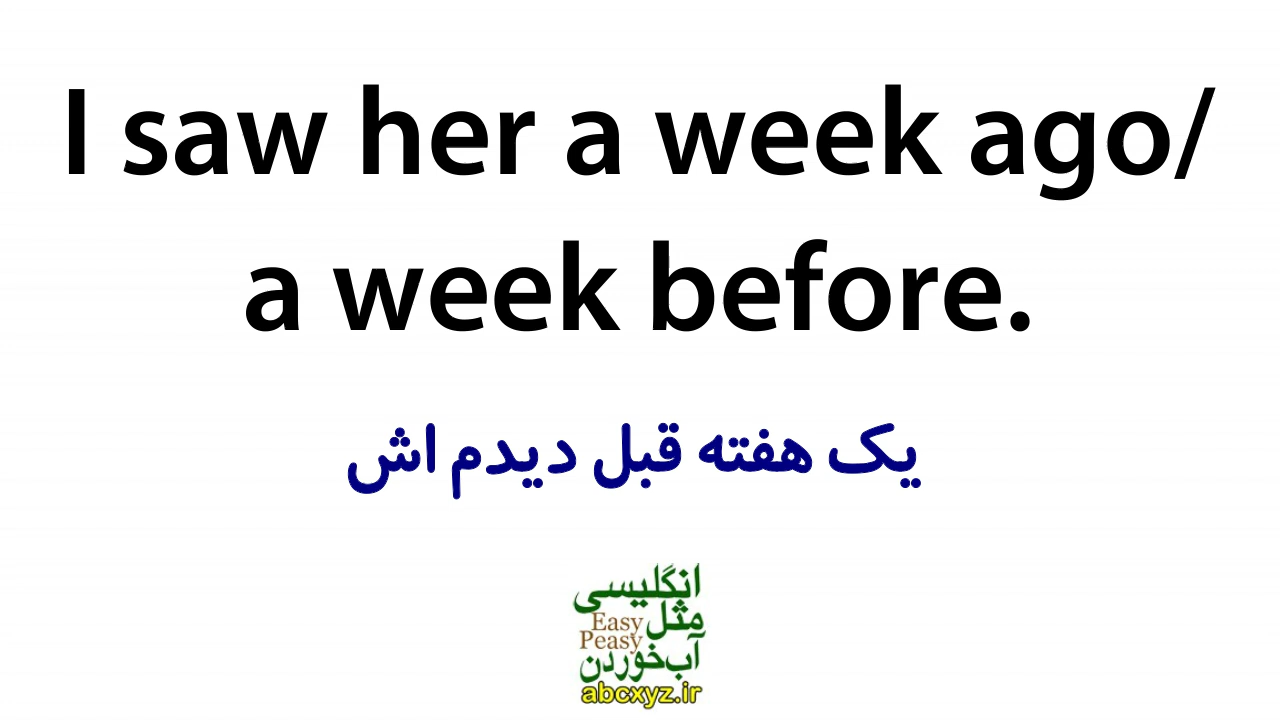 I saw her a week ago/
a week before.
یک هفته قبل دیدم اش
انگلیسی
مثل
Easy
Peasy
آب‌خوردن
abcxyz.ir